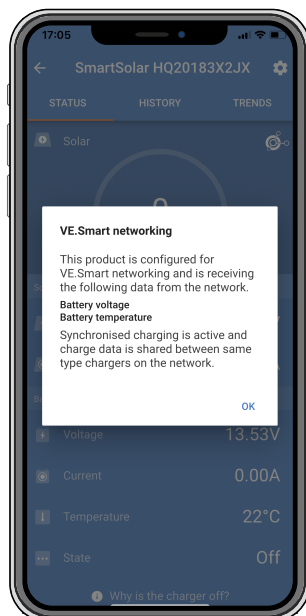 17:05
SmartSolar HQ20183X2JX
STATUS HISTORY TRENDS
Solar
VE.Smart networking
This product is configured for
VE.Smart networking and is receiving
the following data from the network.
Battery voltage
Battery temperature
Synchronised charging is active and
charge data is shared between same
type chargers on the network.
OK
Voltage 13.53V
Current 0.00A
Temperature 22°C
State Off
Why is the charger off?